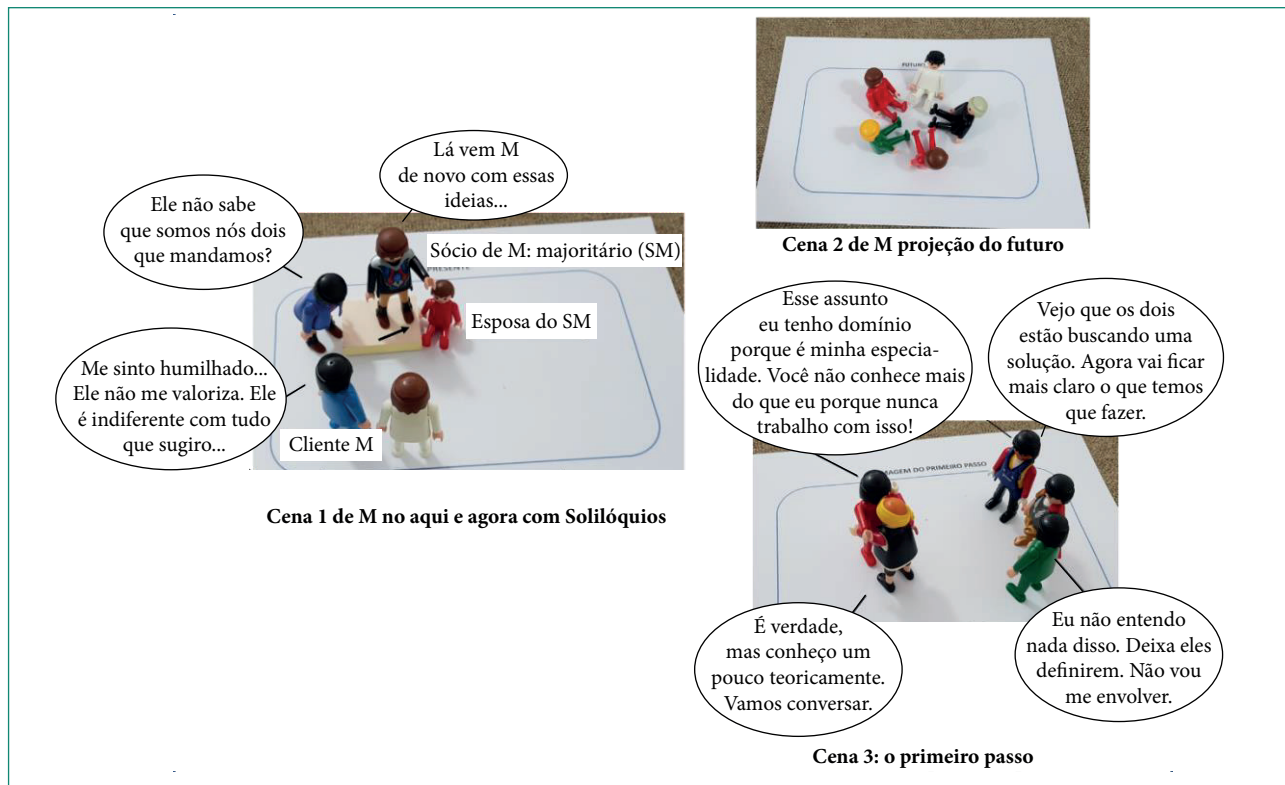 Lá vem M
de novo com essas
ideias...
Ele não sabe
que somos nós dois
que mandamos?
Sócio de M: majoritário (SM)
PRESENTE
Esposa do SM
Me sinto humilhado...
Ele não me valoriza. Ele
é indiferente com tudo
que sugiro...
Cliente M
Cena 1 de M no aqui e agora com Solilóquios
Cena 2 de M projeção do futuro
Esse assunto
eu tenho domínio
porque é minha especia-
lidade. Você não conhece mais
do que eu porque nunca
trabalho com isso!
Vejo que os dois
estão buscando uma
solução. Agora vai ficar
mais claro o que temos
que fazer.
IMAGEM DO PRIMEIRO PASSO
É verdade,
mas conheço um
pouco teoricamente.
Vamos conversar.
Eu não entendo
nada disso. Deixa eles
definirem. Não vou
me envolver.
Cena 3: o primeiro passo